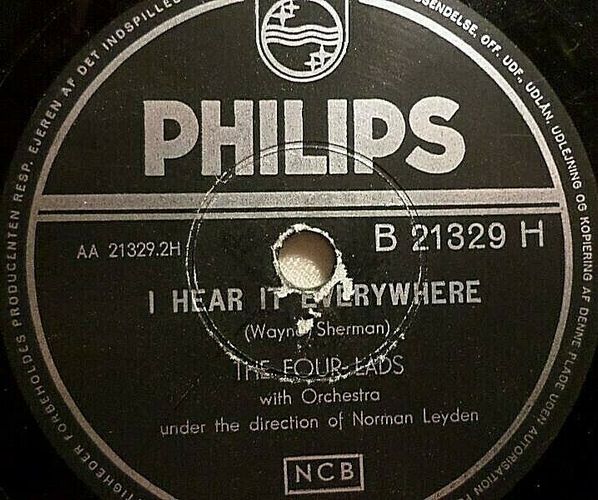 TIGHEDER FORBEHOLDES PRODUCENTEN RESP. EJEREN AF DET INDSPILLEDE
UDSENDELSE, OFF. UDF., UDLÅN, UDLEJNING OG KOPIERING AF DENNE PLADE UDEN AUTORISATION
PHILIPS
AA 21329.2H
B 21329 H
I HEAR IT EVERYWHERE
(Wayne Sherman)
THE FOUR LADS
with Orchestra
under the direction of Norman Leyden
NCB